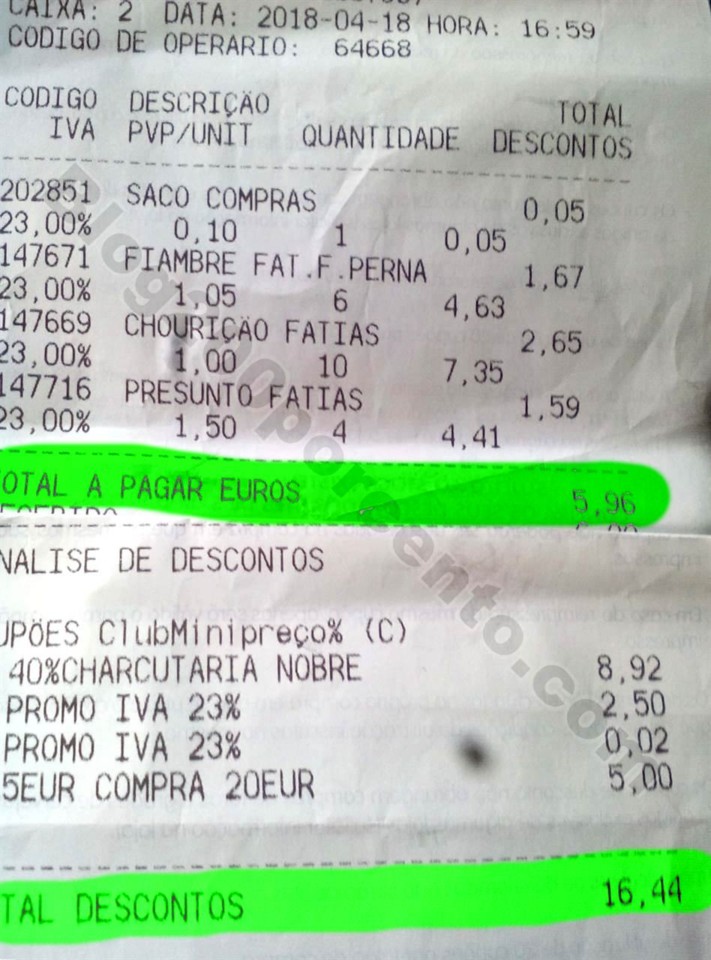 CAIXA: 2 DATA: 2018-04-18 HORA: 16:59
CODIGO DE OPERARIO: 64668
CODIGO DESCRIÇÃO TOTAL
IVA PVP/UNIT QUANTIDADE DESCONTOS
202851 SACO COMPRAS 0,05
23,00% 0,10 1 0,05
147671 FIAMBRE FAT.F.PERNA 1,67
23,00% 1,05 6 4,63
147669 CHOURIÇÃO FATIAS 2,65
23,00% 1,00 10 7,35
147716 PRESUNTO FATIAS 1,59
23,00% 1,50 4 4,41
OTAL A PAGAR EUROS 5,96
NALISE DE DESCONTOS
UPÕES ClubMinipreço% (C)
40%CHARCUTARIA NOBRE 8,92
PROMO IVA 23% 2,50
PROMO IVA 23% 0,02
5EUR COMPRA 20EUR 5,00
TAL DESCONTOS 16,44
blog200porcento.com